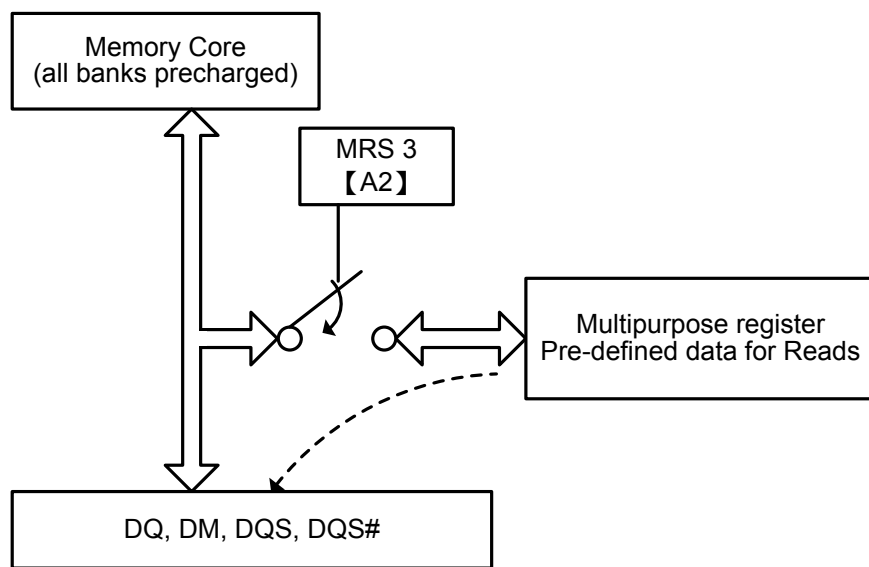 Memory Core
(all banks precharged)
MRS 3
【A2】
Multipurpose register
Pre-defined data for Reads
DQ, DM, DQS, DQS#